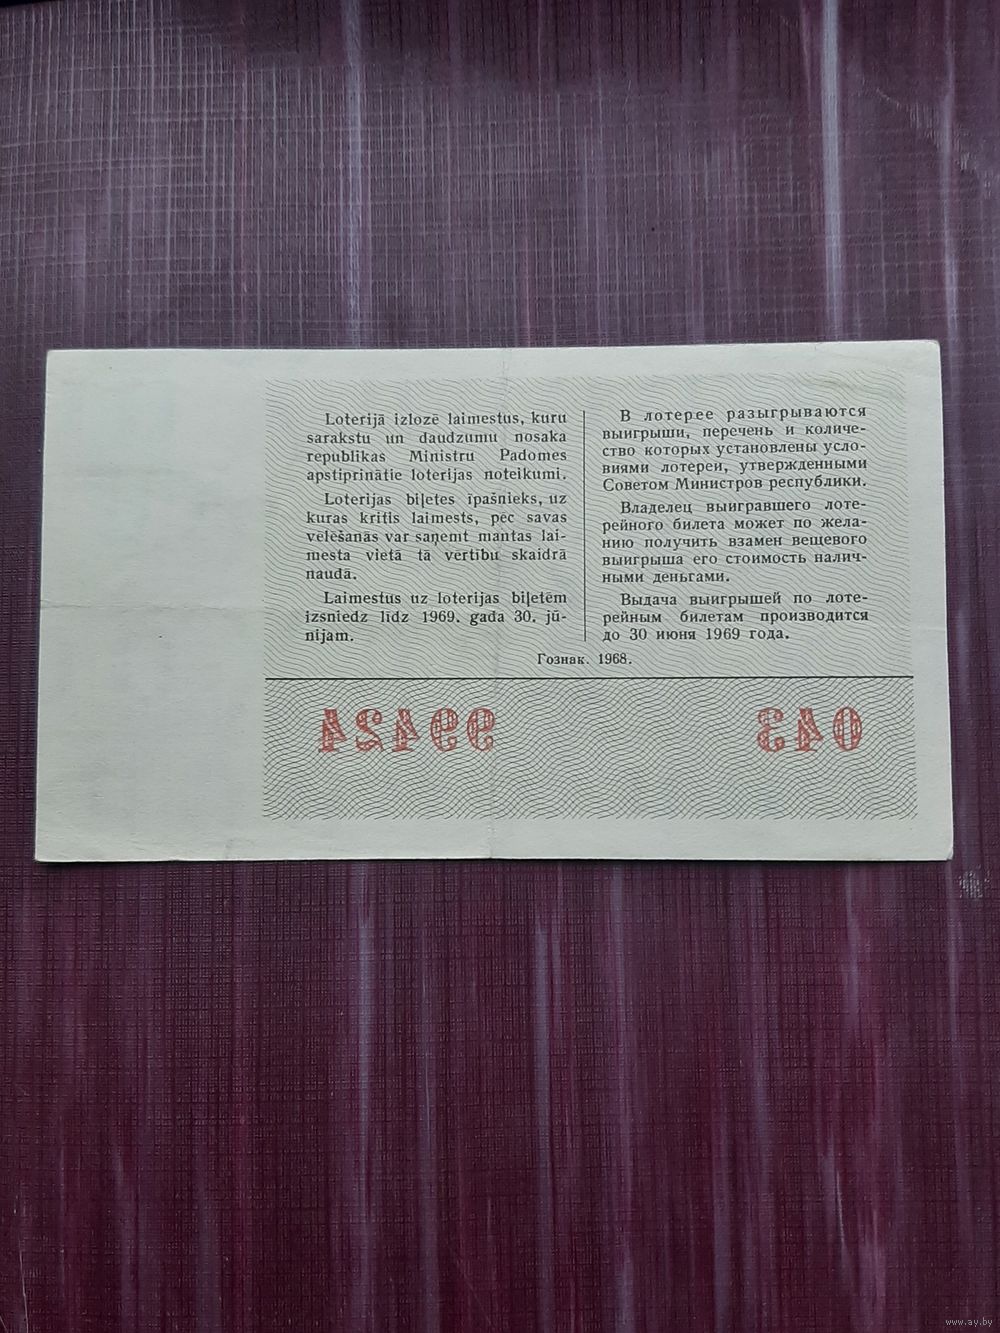 Loterijā izlozē laimestus, kuru
sarakstu un daudzumu nosaka
republikas Ministru Padomes
apstiprinātie loterijas noteikumi.
Loterijas biļetes īpašnieks, uz
kuras kritis laimests, pēc savas
vēlēšanās var saņemt mantas lai-
mesta vietā tā vērtību skaidrā
naudā.
Laimestus uz loterijas biļetēm
izsniedz līdz 1969. gada 30. jū-
nijam.
В лотерее разыгрываются
выигрыши, перечень и количе-
ство которых установлены усло-
виями лотереи, утвержденными
Советом Министров республики.
Владелец выигравшего лоте-
рейного билета может по жела-
нию получить взамен вещевого
выигрыша его стоимость налич-
ными деньгами.
Выдача выигрышей по лоте-
рейным билетам производится
до 30 июня 1969 года.
Гознак. 1968.
99424
043
www.ay.by